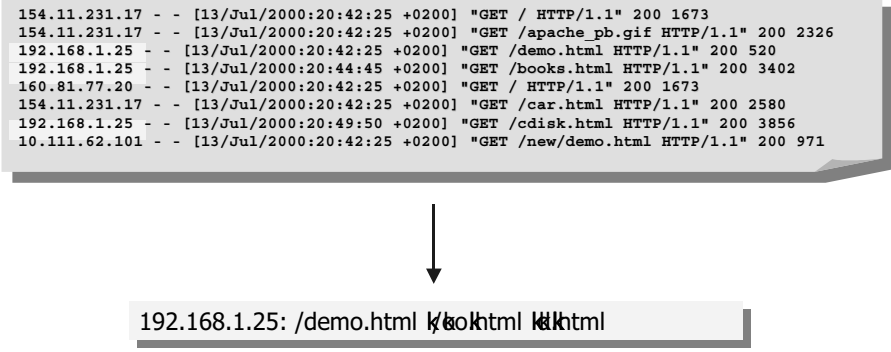 154.11.231.17 - - [13/Jul/2000:20:42:25 +0200] "GET / HTTP/1.1" 200 1673
154.11.231.17 - - [13/Jul/2000:20:42:25 +0200] "GET /apache_pb.gif HTTP/1.1" 200 2326
192.168.1.25 - - [13/Jul/2000:20:42:25 +0200] "GET /demo.html HTTP/1.1" 200 520
192.168.1.25 - - [13/Jul/2000:20:44:45 +0200] "GET /books.html HTTP/1.1" 200 3402
160.81.77.20 - - [13/Jul/2000:20:42:25 +0200] "GET / HTTP/1.1" 200 1673
154.11.231.17 - - [13/Jul/2000:20:42:25 +0200] "GET /car.html HTTP/1.1" 200 2580
192.168.1.25 - - [13/Jul/2000:20:49:50 +0200] "GET /cdisk.html HTTP/1.1" 200 3856
10.111.62.101 - - [13/Jul/2000:20:42:25 +0200] "GET /new/demo.html HTTP/1.1" 200 971
192.168.1.25: /demo.html